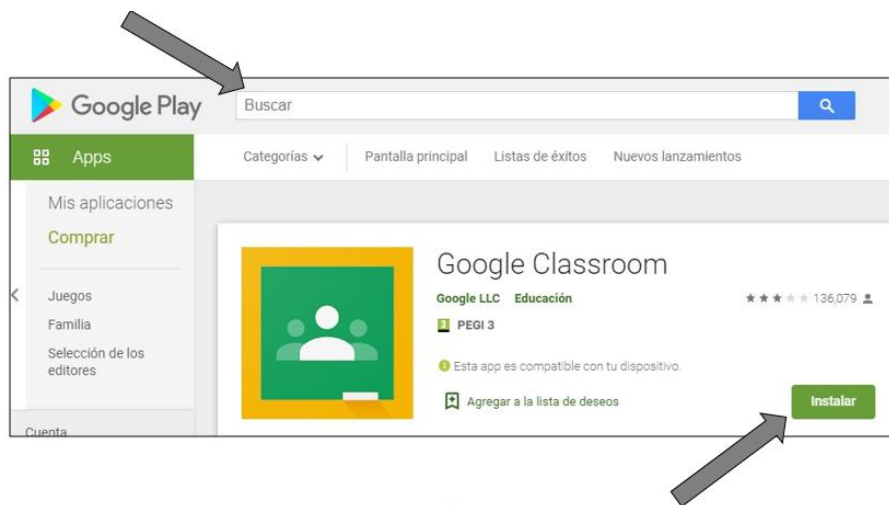 Google Play
Buscar
Apps
Categorías
Pantalla principal
Listas de éxitos
Nuevos lanzamientos
Mis aplicaciones
Comprar
Juegos
Familia
Selección de los
editores
Cuenta
Google Classroom
Google LLC Educación
136,079
3 PEGI 3
Esta app es compatible con tu dispositivo.
Agregar a la lista de deseos
Instalar